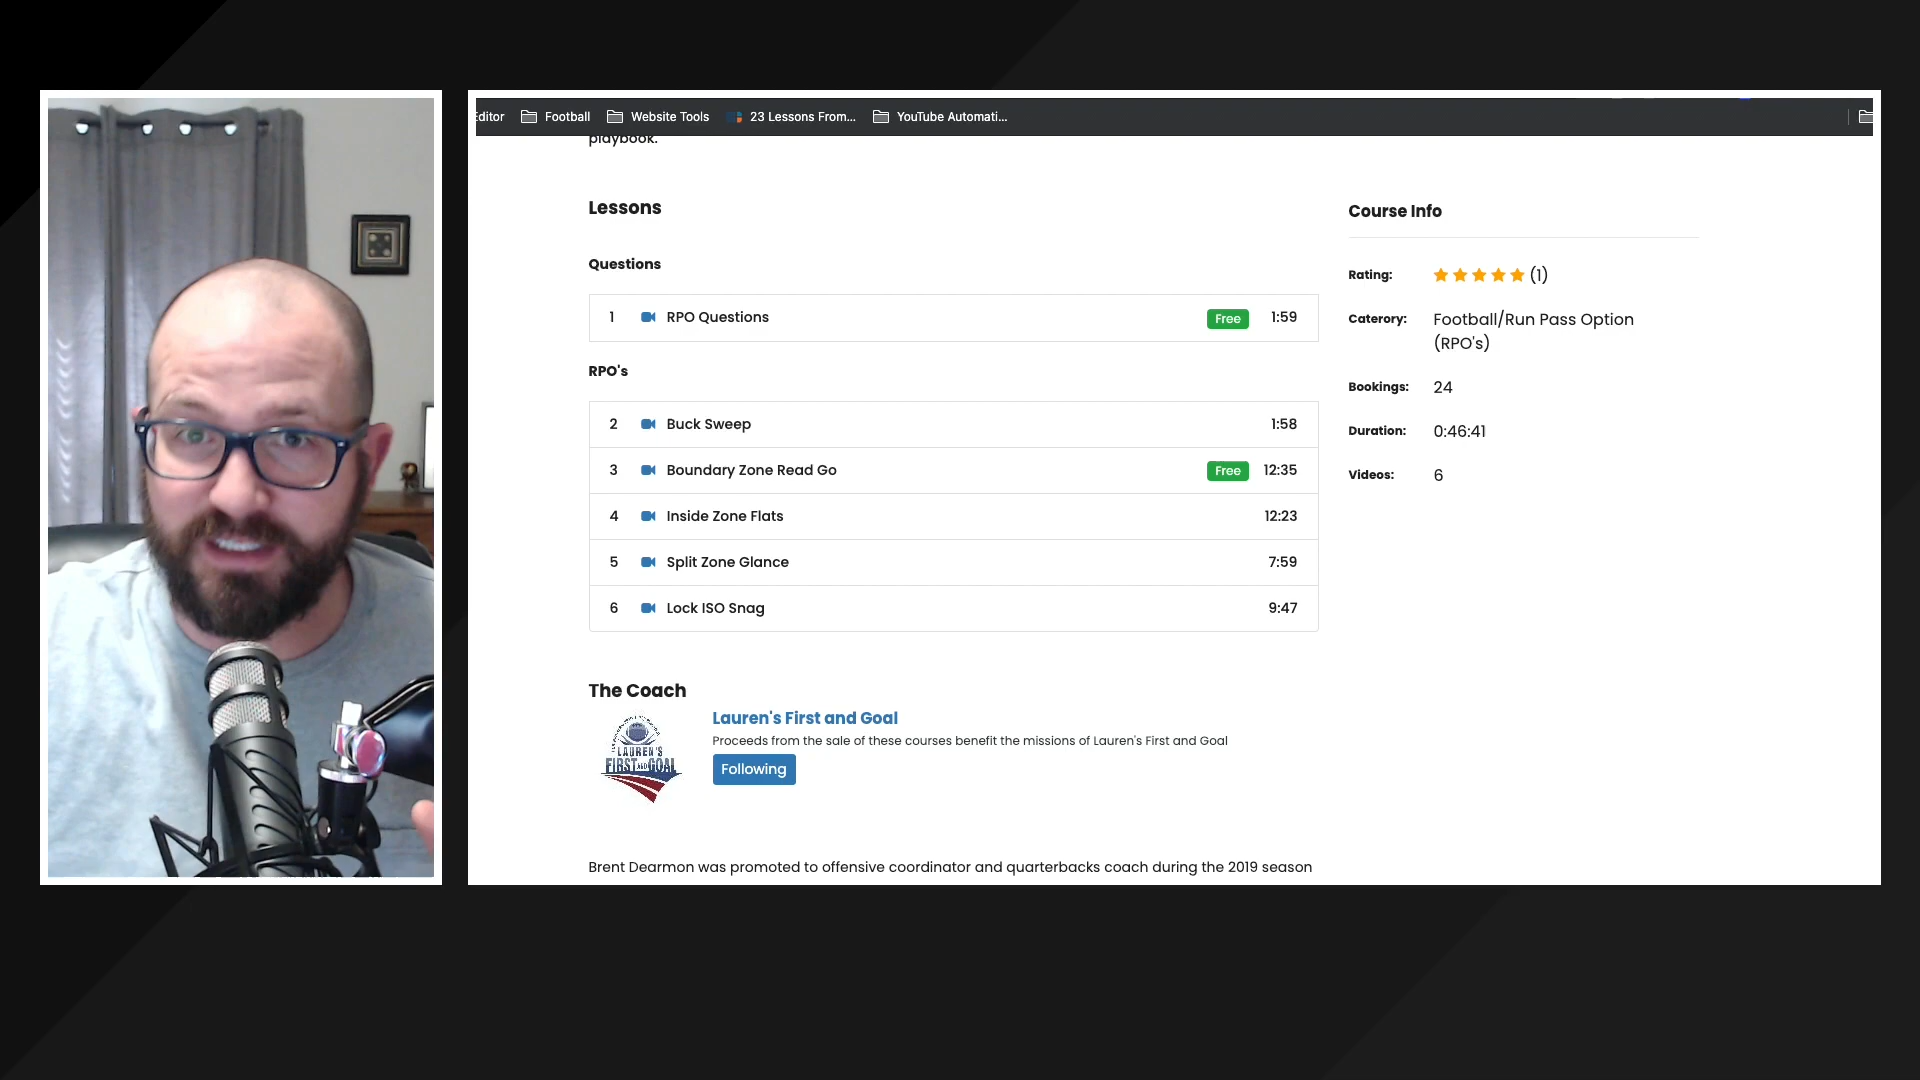 Editor Football Website Tools 23 Lessons From... YouTube Automati...
playbook.
Lessons
Questions
1 RPO Questions Free 1:59
RPO's
2 Buck Sweep 1:58
3 Boundary Zone Read Go Free 12:35
4 Inside Zone Flats 12:23
5 Split Zone Glance 7:59
6 Lock ISO Snag 9:47
The Coach
LAUREN'S
FIRST AND GOAL
Lauren's First and Goal
Proceeds from the sale of these courses benefit the missions of Lauren's First and Goal
Following
Brent Dearmon was promoted to offensive coordinator and quarterbacks coach during the 2019 season
Course Info
Rating: (1)
Caterory: Football/Run Pass Option
(RPO's)
Bookings: 24
Duration: 0:46:41
Videos: 6